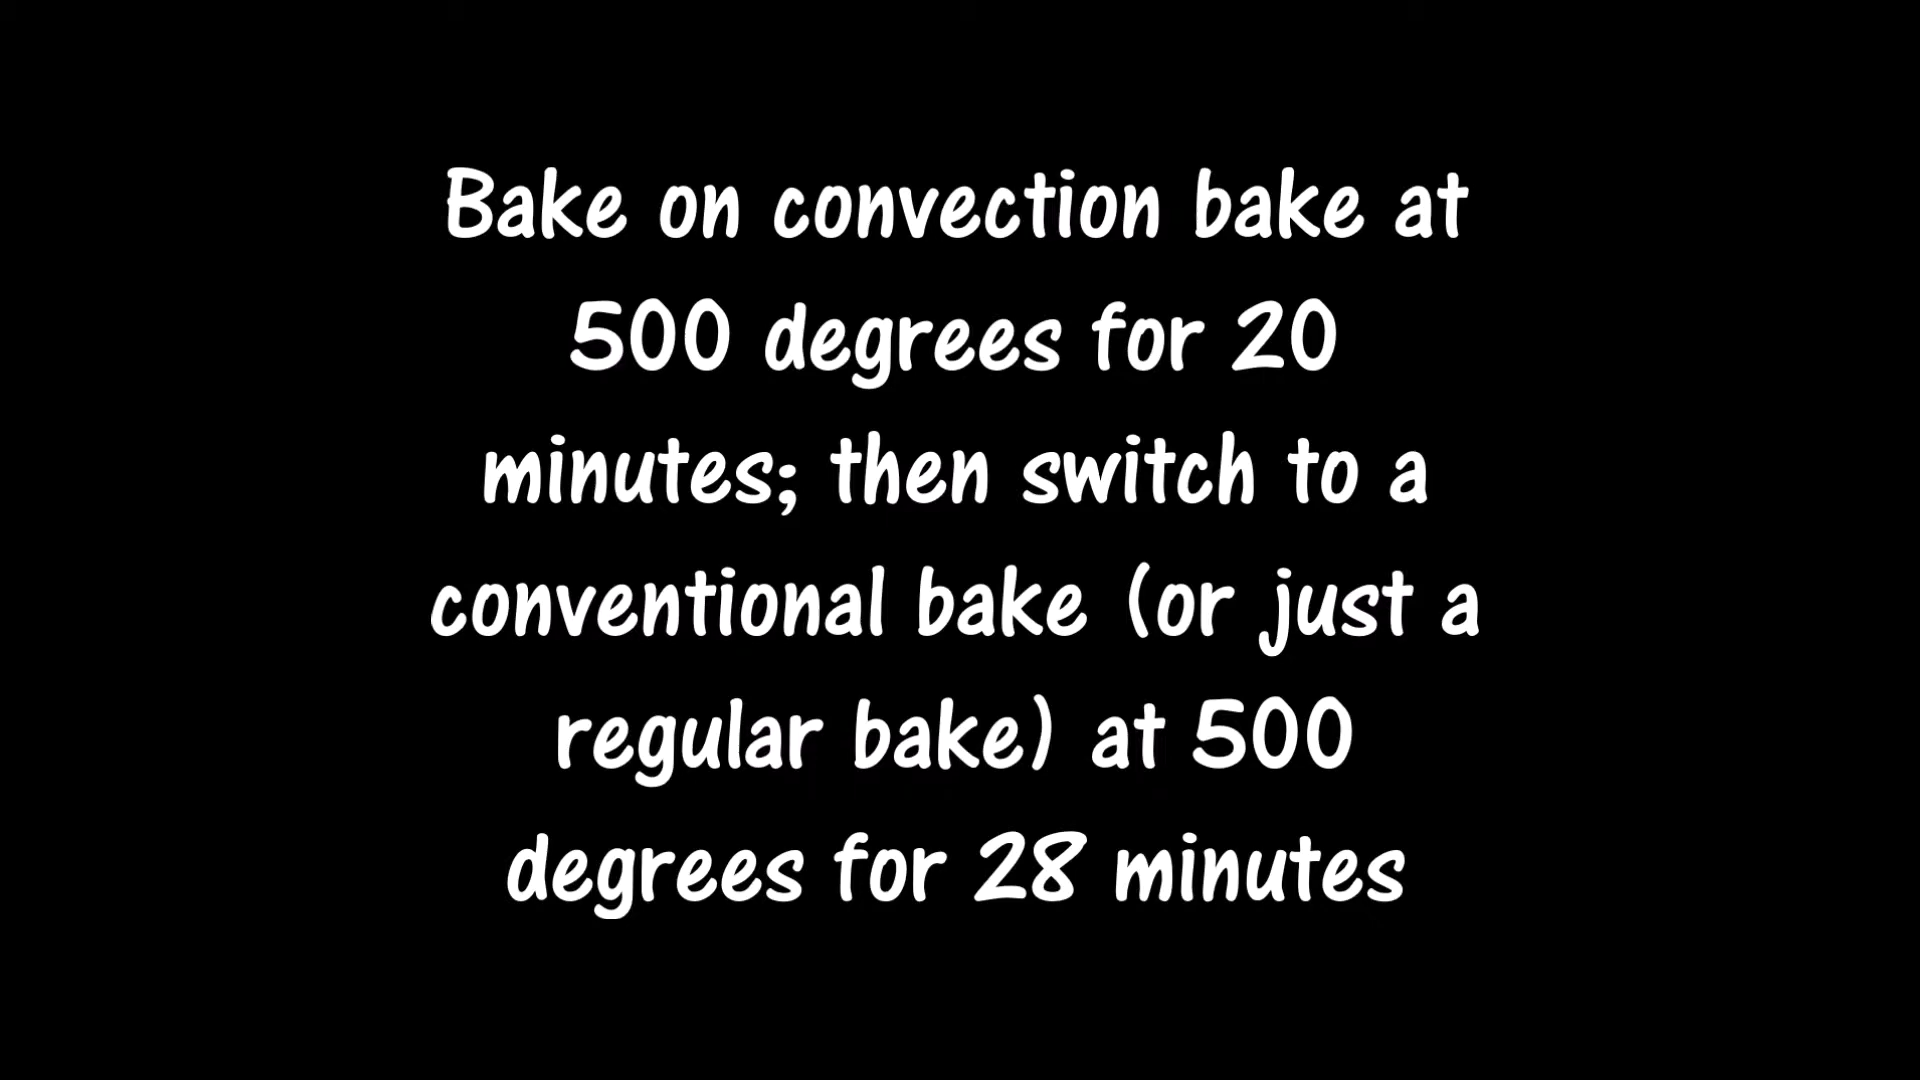 Bake on convection bake at
500 degrees for 20
minutes; then switch to a
conventional bake (or just a
regular bake) at 500
degrees for 28 minutes